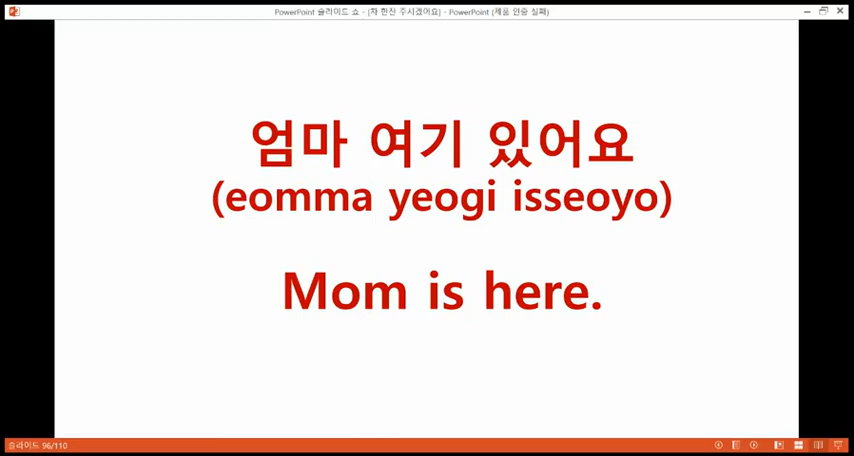 PowerPoint 슬라이드 쇼 - [차 한잔 주시겠어요] - PowerPoint (제품 인증 실패)
엄마 여기 있어요
(eomma yeogi isseoyo)
Mom is here.
슬라이드 96/110